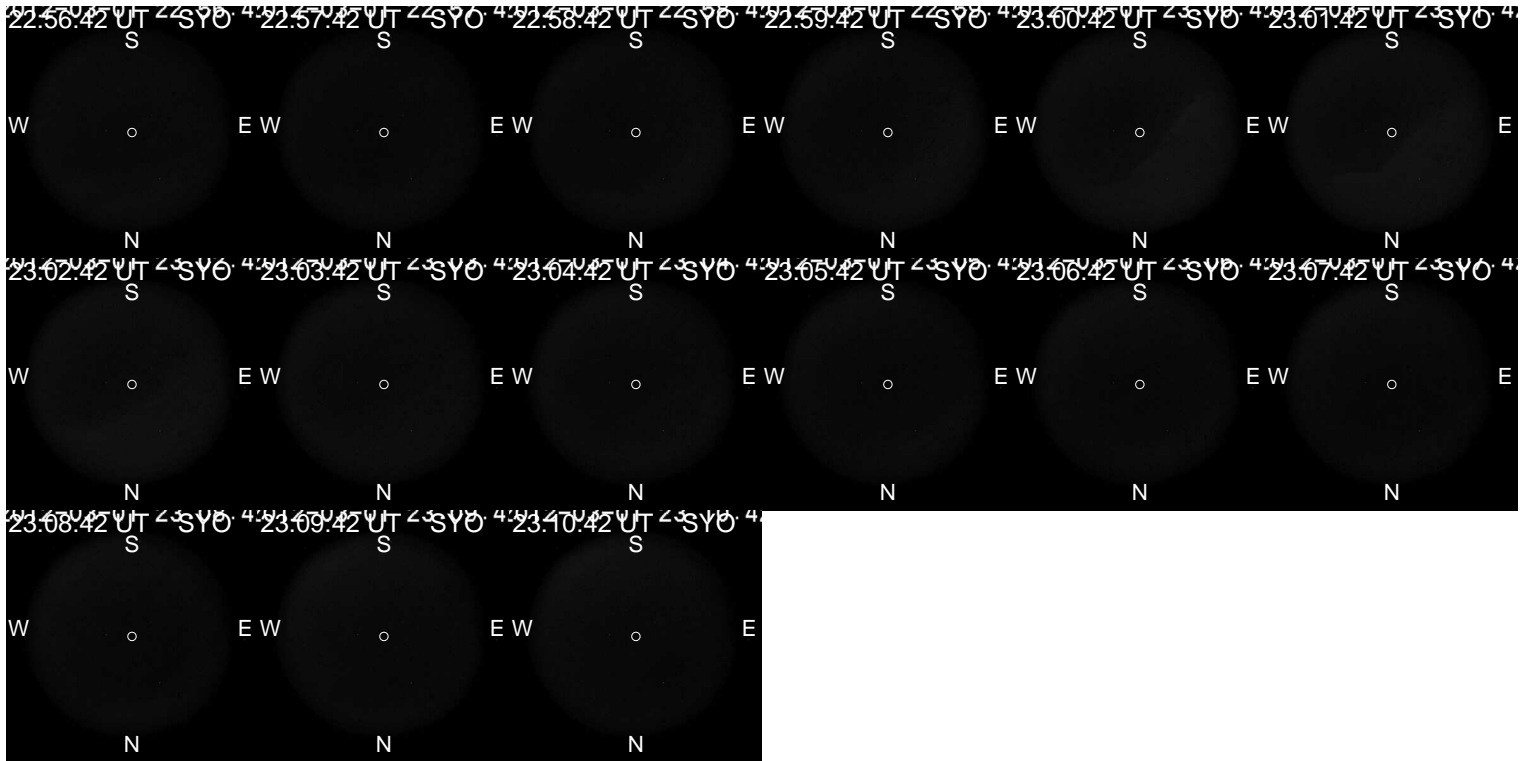 22:56:42 UT SYO 22:57:42 UT SYO 22:58:42 UT SYO 22:59:42 UT SYO 23:00:42 UT SYO 23:01:42 UT SYO
S S S S S S
W E W E W E W E W E W E
N N N N N N
23:02:42 UT SYO 23:03:42 UT SYO 23:04:42 UT SYO 23:05:42 UT SYO 23:06:42 UT SYO 23:07:42 UT SYO
S S S S S S
W E W E W E W E W E W E
N N N N N N
23:08:42 UT SYO 23:09:42 UT SYO 23:10:42 UT SYO
S S S
W E W E W E
N N N